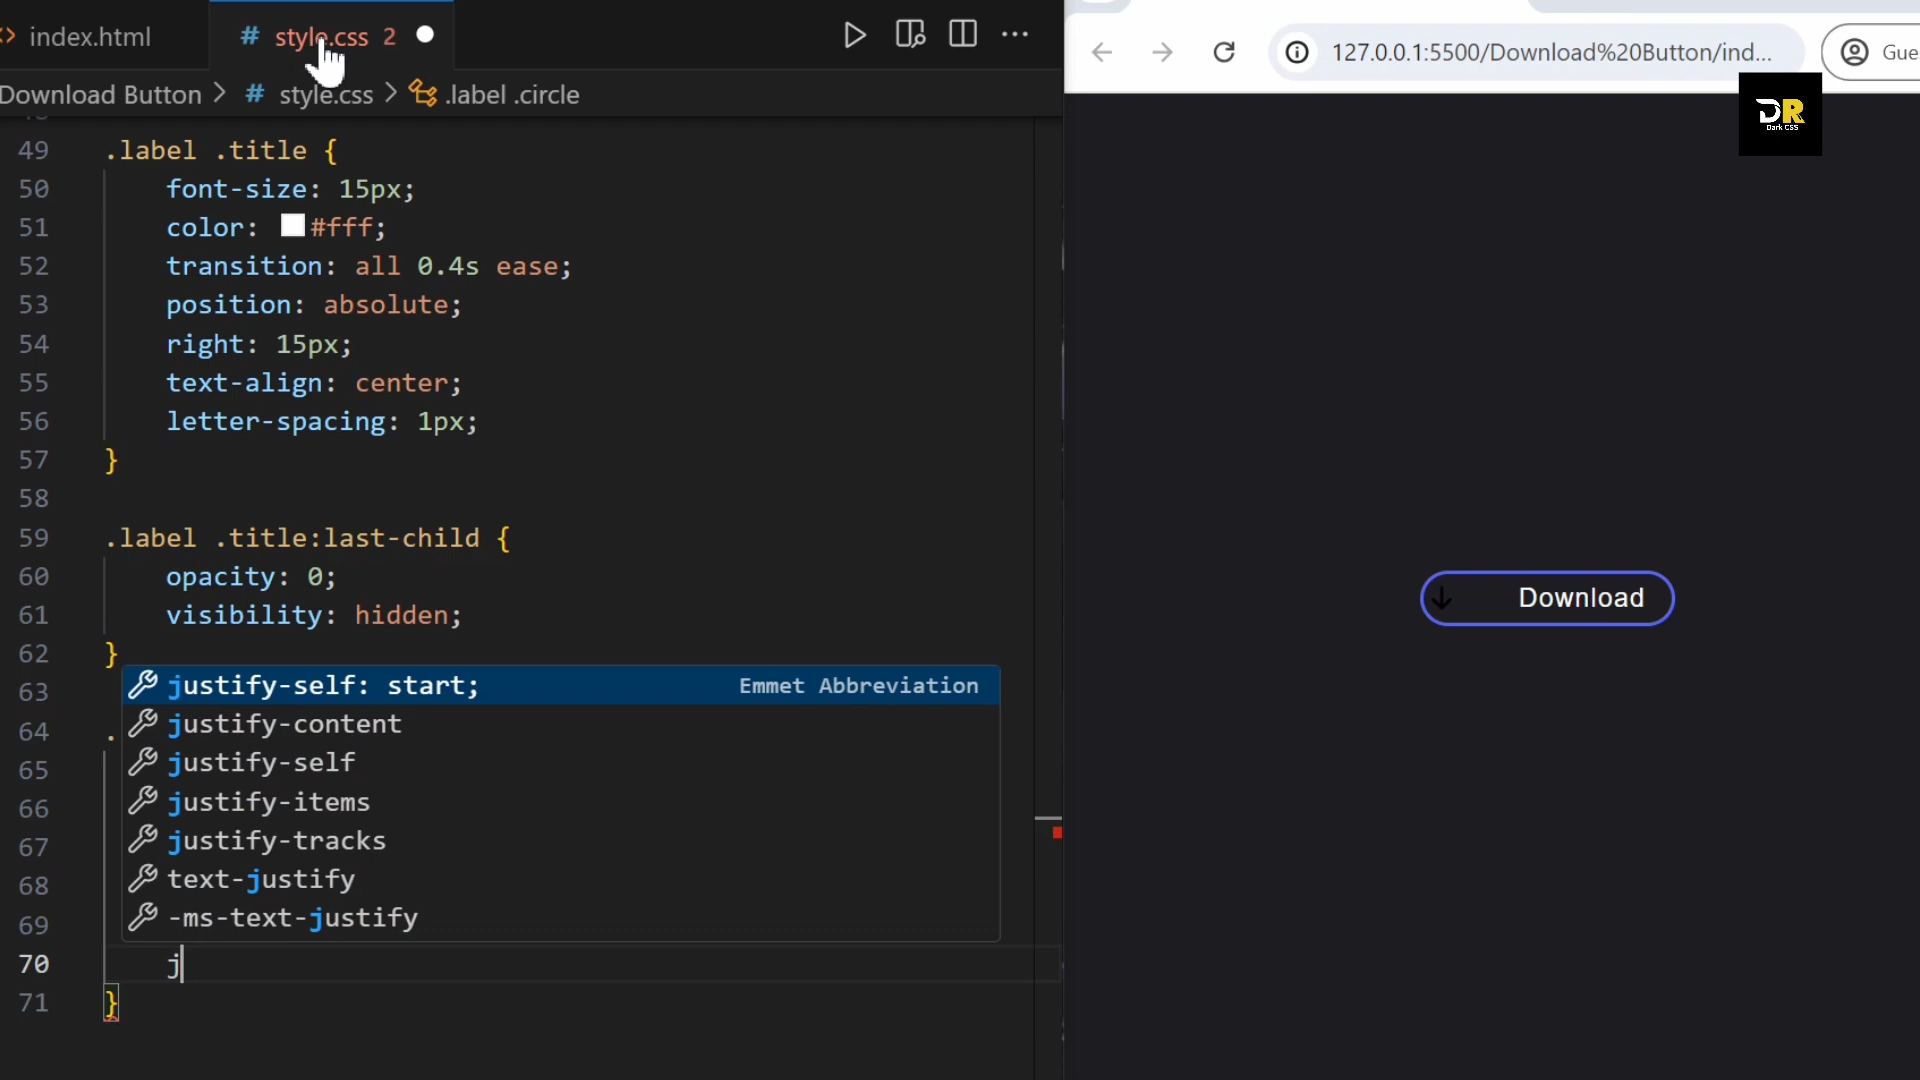 index.html
# style.css 2
Download Button > # style.css > .label .circle
49 .label .title {
50 font-size: 15px;
51 color: #fff;
52 transition: all 0.4s ease;
53 position: absolute;
54 right: 15px;
55 text-align: center;
56 letter-spacing: 1px;
57 }
58
59 .label .title:last-child {
60 opacity: 0;
61 visibility: hidden;
62 }
63
64 .
65
66
67
68
69
70 j
71 }
justify-self: start; Emmet Abbreviation
justify-content
justify-self
justify-items
justify-tracks
text-justify
-ms-text-justify
127.0.0.1:5500/Download%20Button/ind...
Gue
DR
Dark CSS
Download